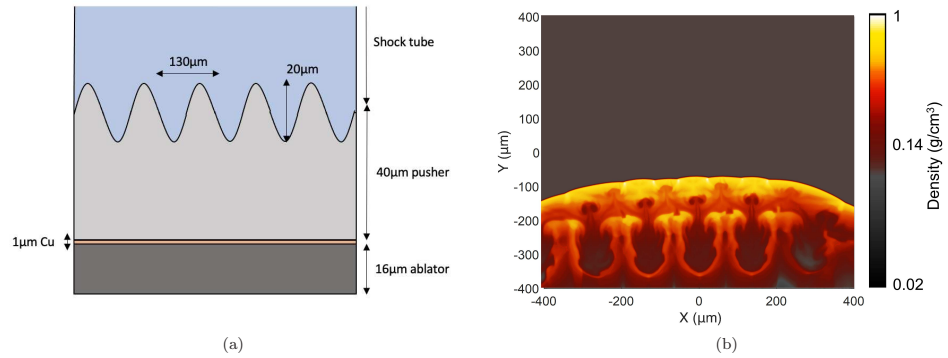 Shock tube
130µm
20µm
40µm pusher
1µm Cu
16µm ablator
(a)
400
300
200
100
0
-100
-200
-300
-400
Y (µm)
-400
-200
0
200
400
X (µm)
1
0.14
0.02
Density (g/cm³)
(b)